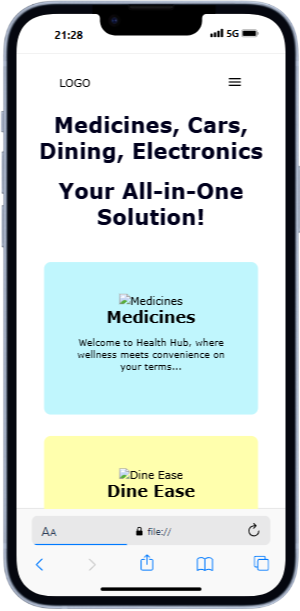 21:28
5G
LOGO
Medicines, Cars,
Dining, Electronics
Your All-in-One
Solution!
Medicines
Medicines
Welcome to Health Hub, where
wellness meets convenience on
your terms...
Dine Ease
Dine Ease
AA
file://